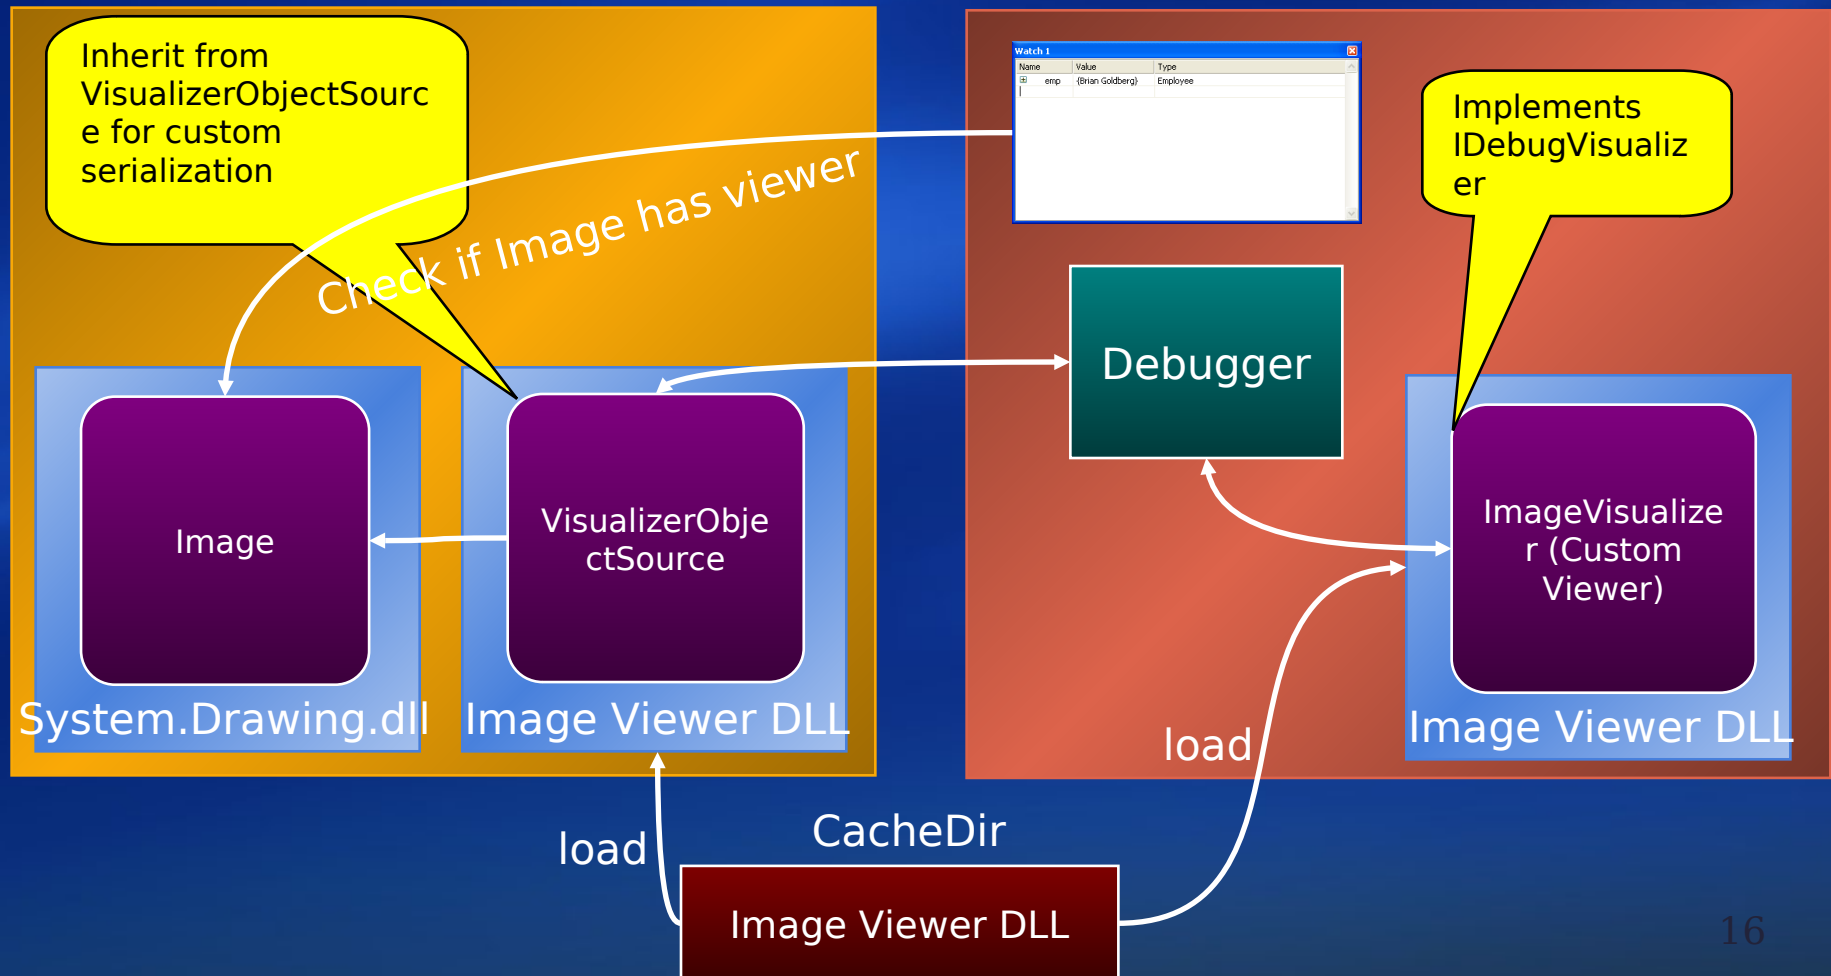 Inherit from
VisualizerObjectSourc
e for custom
serialization
Check if Image has viewer
Watch 1
Name Value Type
emp {Brian Goldberg} Employee
Implements
IDebugVisualiz
er
Debugger
Image
VisualizerObje
ctSource
ImageVisualize
r (Custom
Viewer)
System.Drawing.dll
Image Viewer DLL
Image Viewer DLL
load
load
CacheDir
Image Viewer DLL
16